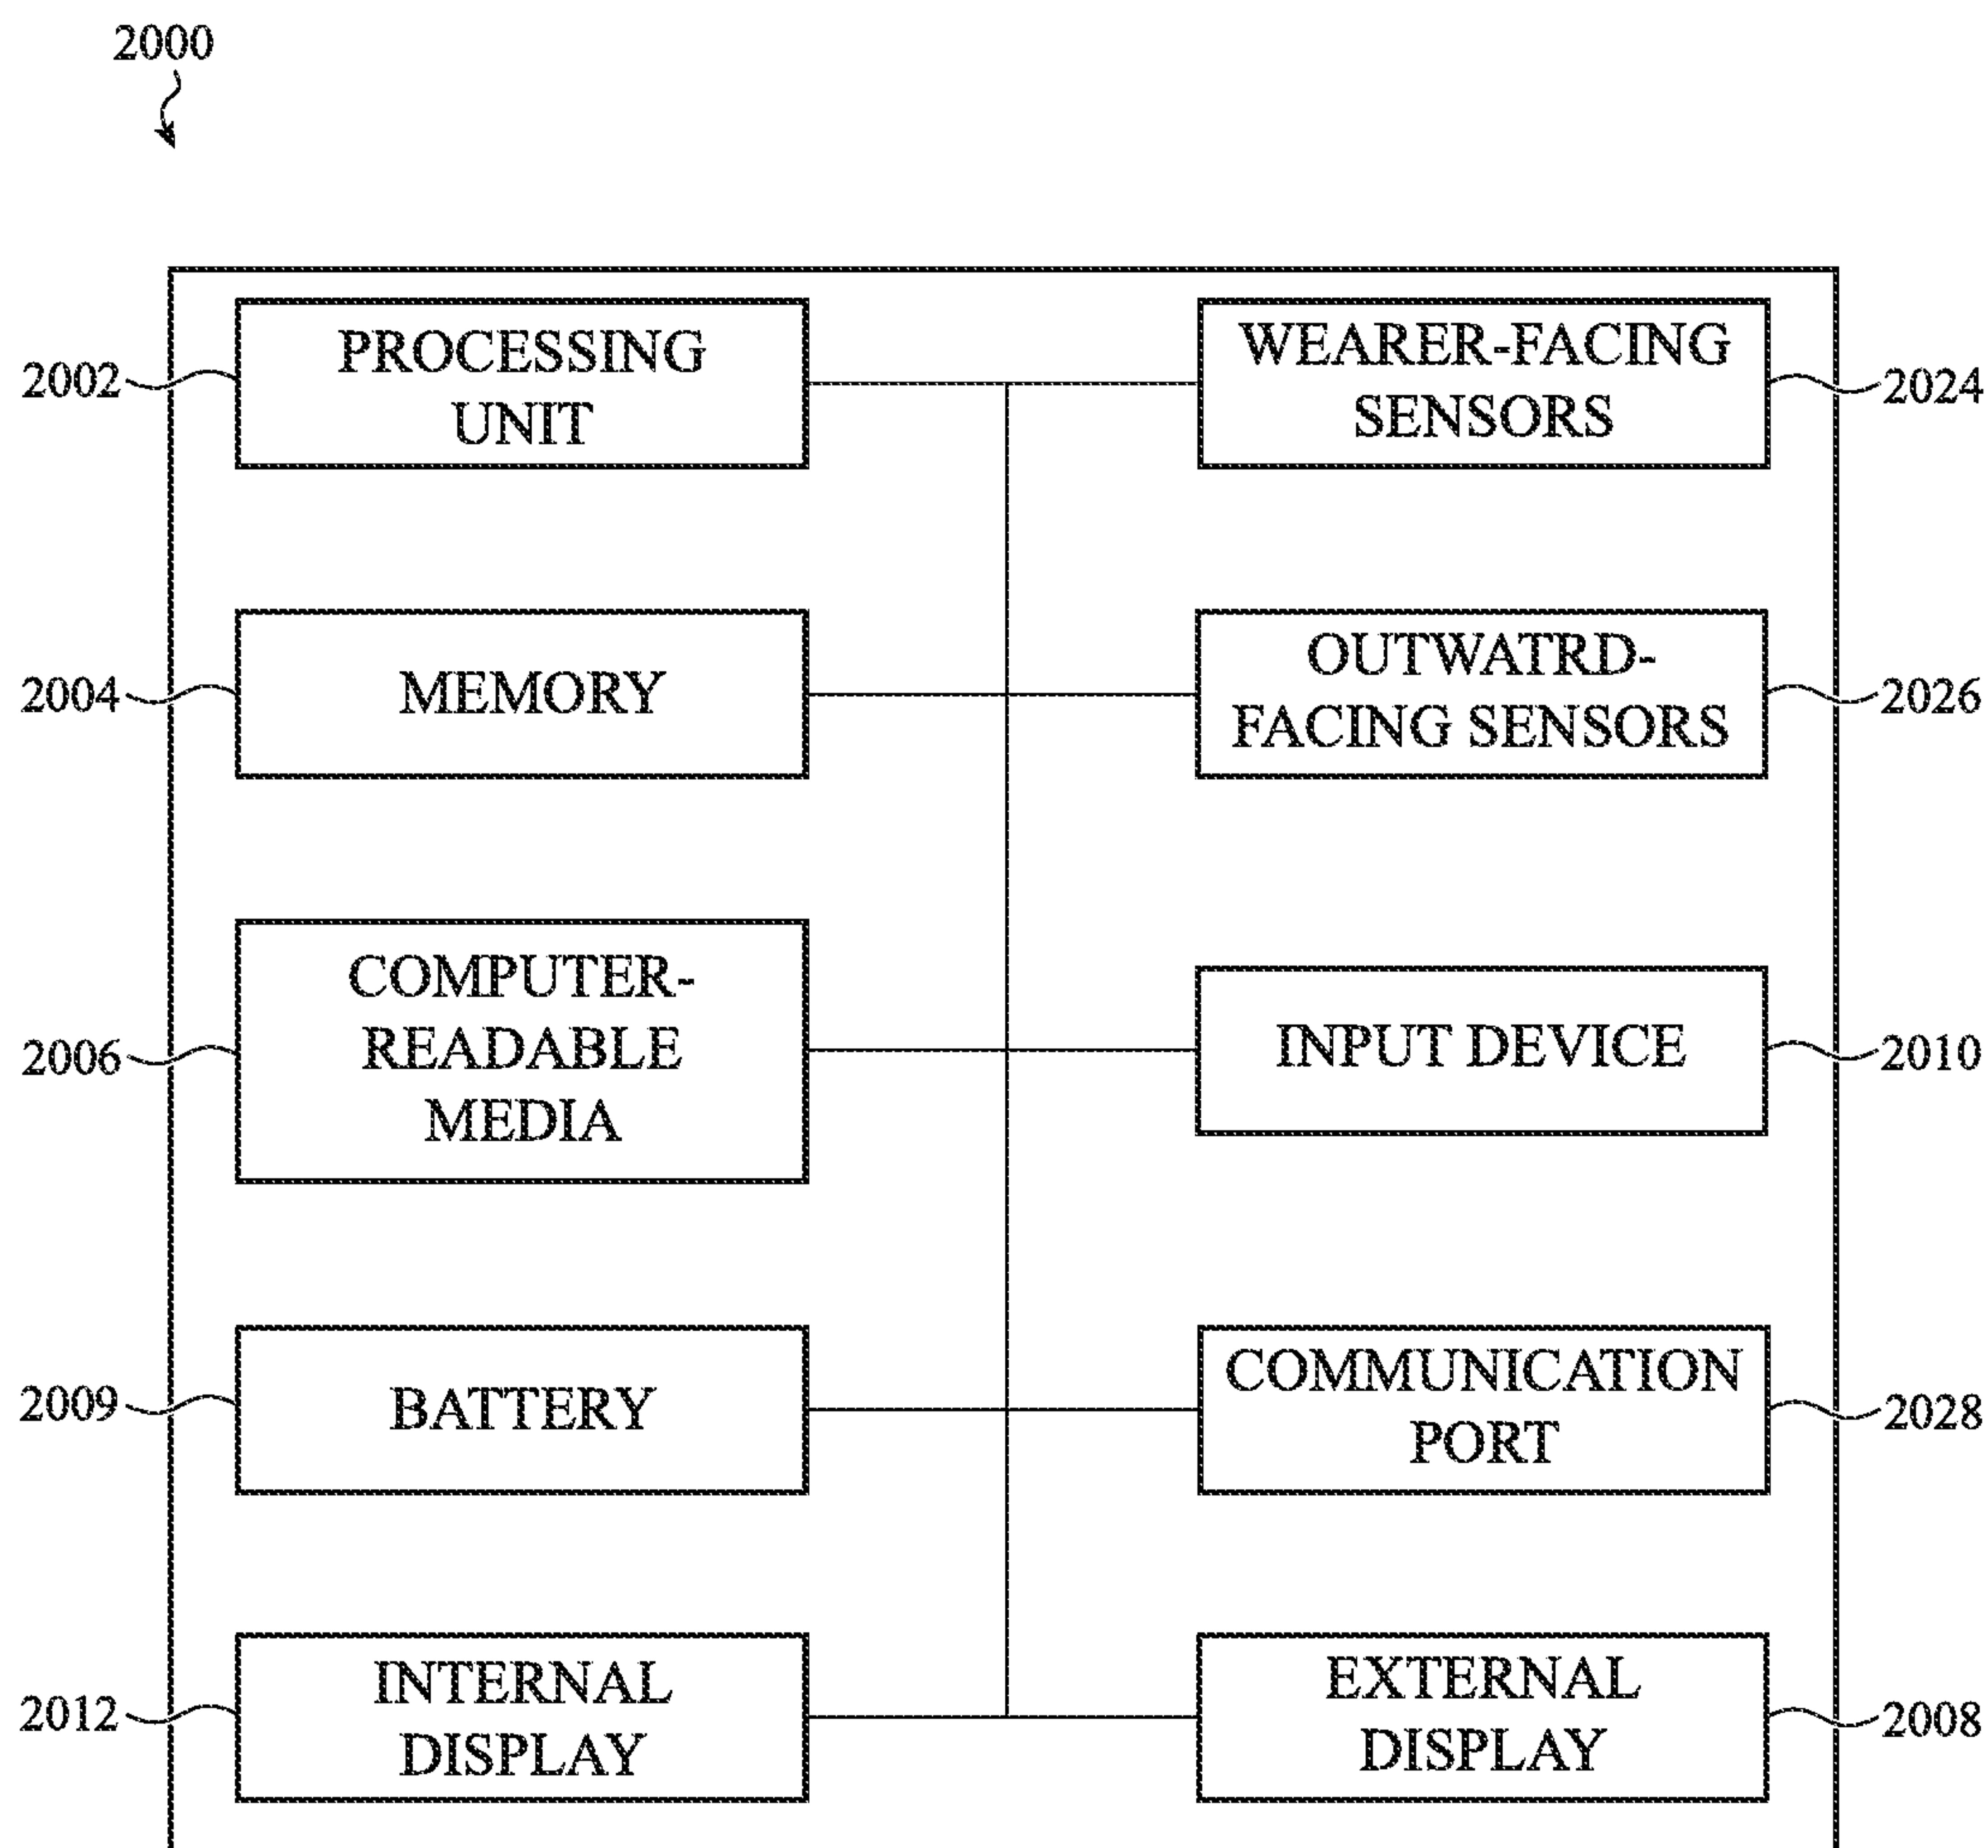 2000
2002
PROCESSING
UNIT
WEARER-FACING
SENSORS
2024
2004
MEMORY
OUTWATRD-
FACING SENSORS
2026
2006
COMPUTER-
READABLE
MEDIA
INPUT DEVICE
2010
2009
BATTERY
COMMUNICATION
PORT
2028
2012
INTERNAL
DISPLAY
EXTERNAL
DISPLAY
2008